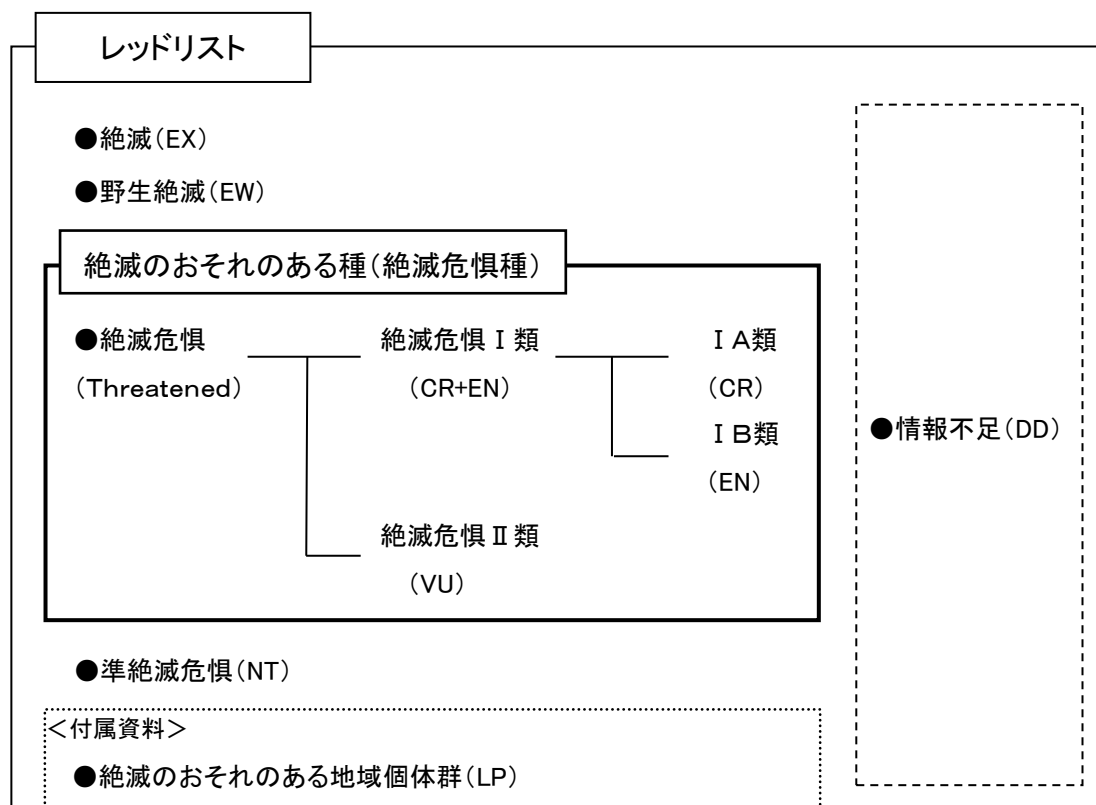 レッドリスト
●絶滅（EX）
●野生絶滅（EW）
絶滅のおそれのある種（絶滅危惧種）
●絶滅危惧　絶滅危惧Ⅰ類　ⅠA類
（Threatened）　（CR+EN）　（CR）
ⅠB類
（EN）
絶滅危惧Ⅱ類
（VU）
●準絶滅危惧（NT）
＜付属資料＞
●絶滅のおそれのある地域個体群（LP）
●情報不足（DD）